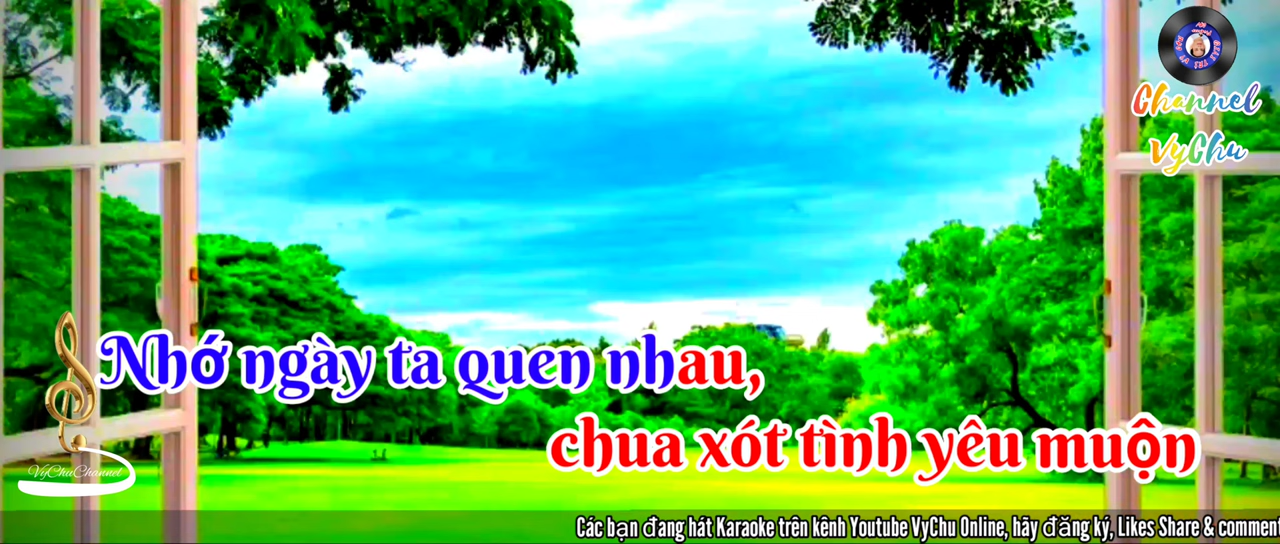 Channel
VyChu
Nhớ ngày ta quen nhau,
chua xót tình yêu muộn
VyChuChannel
Các bạn đang hát Karaoke trên kênh Youtube VyChu Online, hãy đăng ký, Likes Share & comment